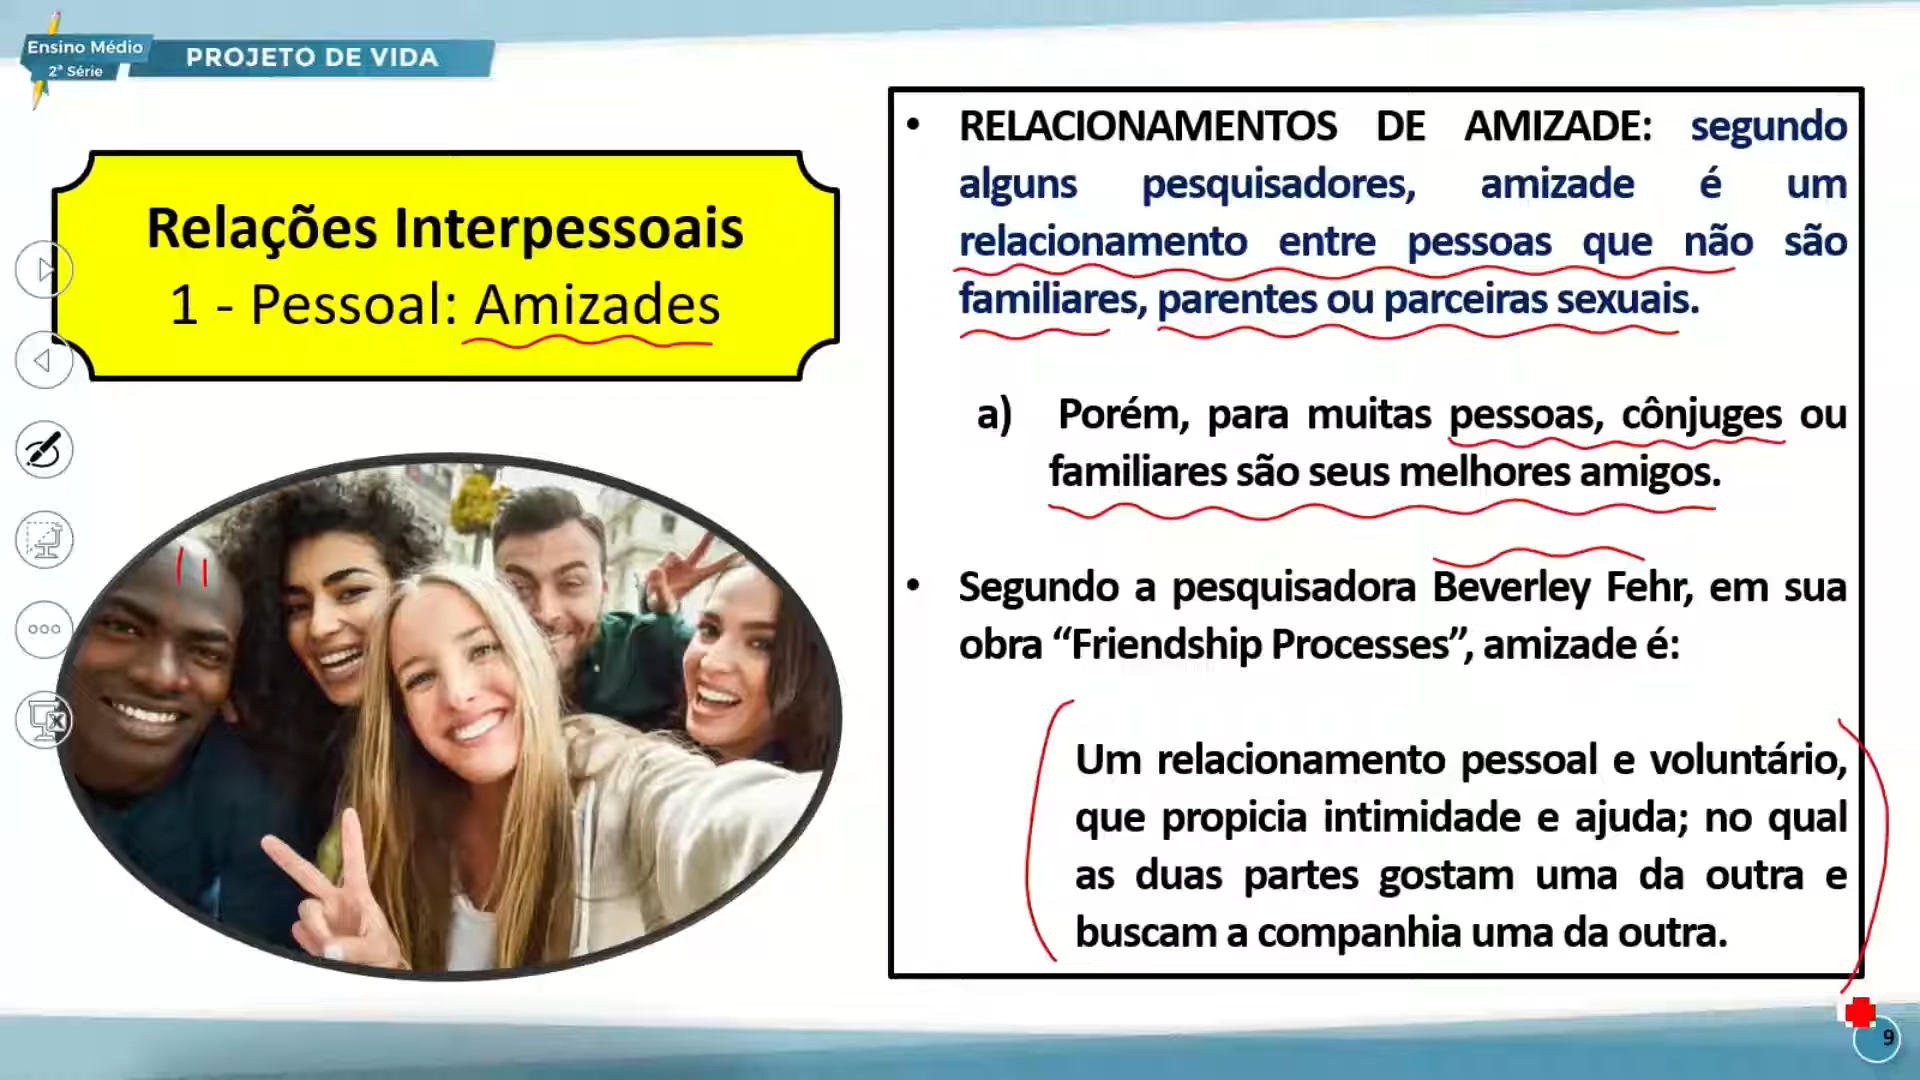 Ensino Médio
2ª Série
PROJETO DE VIDA
Relações Interpessoais
1 - Pessoal: Amizades
• RELACIONAMENTOS DE AMIZADE: segundo
alguns pesquisadores, amizade é um
relacionamento entre pessoas que não são
familiares, parentes ou parceiras sexuais.
a) Porém, para muitas pessoas, cônjuges ou
familiares são seus melhores amigos.
• Segundo a pesquisadora Beverley Fehr, em sua
obra “Friendship Processes”, amizade é:
Um relacionamento pessoal e voluntário,
que propicia intimidade e ajuda; no qual
as duas partes gostam uma da outra e
buscam a companhia uma da outra.
9